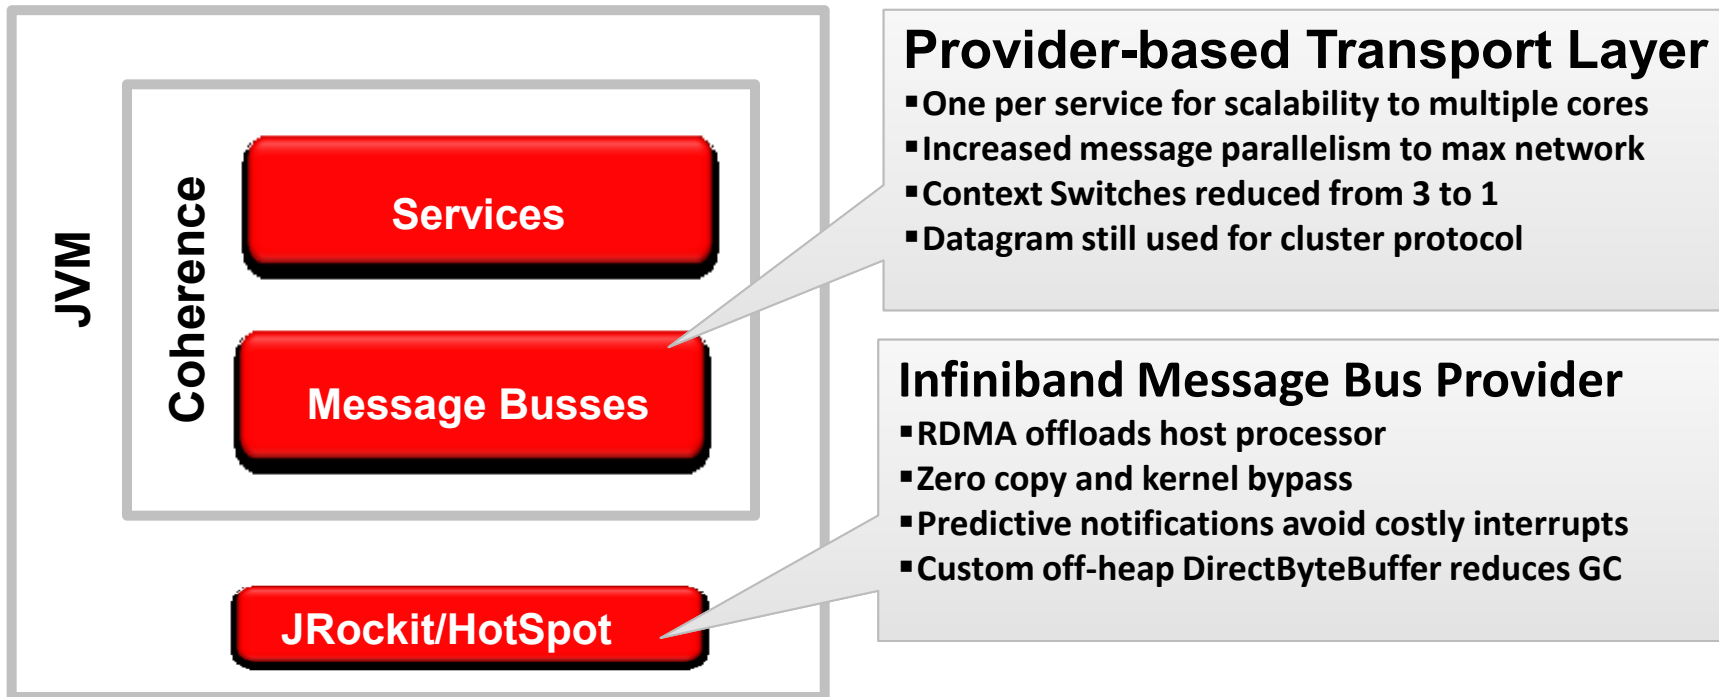 JVM
Coherence
Services
Message Busses
JRockit/HotSpot
Provider-based Transport Layer
▪One per service for scalability to multiple cores
▪Increased message parallelism to max network
▪Context Switches reduced from 3 to 1
▪Datagram still used for cluster protocol
Infiniband Message Bus Provider
▪RDMA offloads host processor
▪Zero copy and kernel bypass
▪Predictive notifications avoid costly interrupts
▪Custom off-heap DirectByteBuffer reduces GC